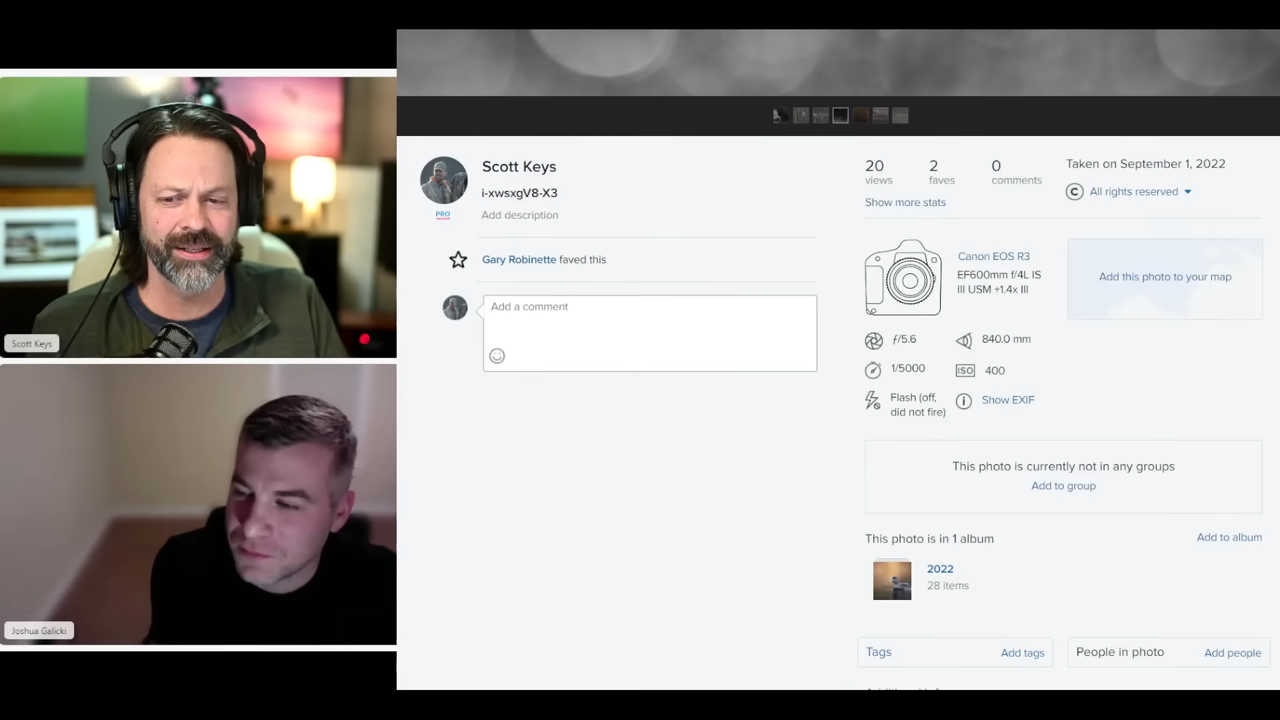 Scott Keys
Joshua Galicki
Scott Keys
i-xwsxgV8-X3
PRO
Add description
Gary Robinette faved this
Add a comment
20
views
2
faves
0
comments
Show more stats
Taken on September 1, 2022
C All rights reserved
Canon EOS R3
EF600mm f/4L IS
III USM +1.4x III
Add this photo to your map
ƒ/5.6
840.0 mm
1/5000
ISO 400
Flash (off,
did not fire)
Show EXIF
This photo is currently not in any groups
Add to group
This photo is in 1 album
Add to album
2022
28 items
Tags
Add tags
People in photo
Add people